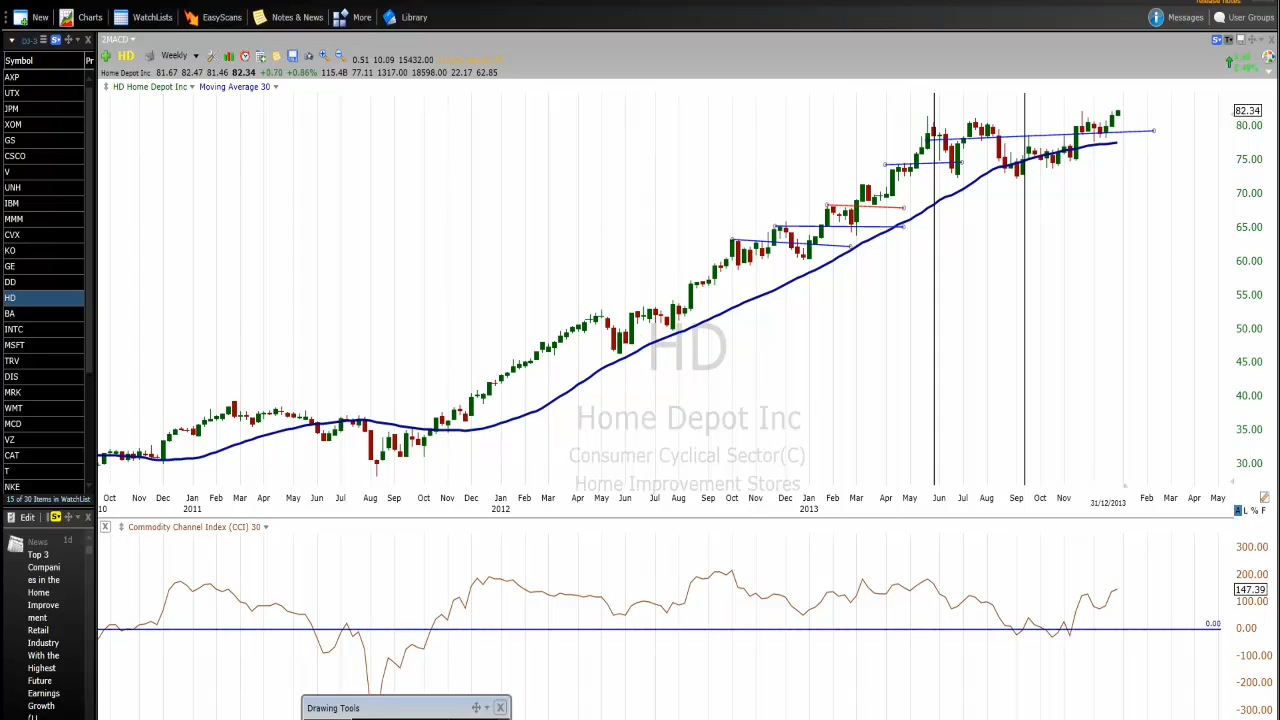 release notes
New Charts WatchLists EasyScans Notes & News More Library Messages User Groups
DJ-3
Symbol Pr
AXP
UTX
JPM
XOM
GS
CSCO
V
UNH
IBM
MMM
CVX
KO
GE
DD
HD
BA
INTC
MSFT
TRV
DIS
MRK
WMT
MCD
VZ
CAT
T
NKE
15 of 30 Items in WatchList
2MACD
HD Weekly 0.51 10.09 15432.00
Home Depot Inc 81.67 82.47 81.46 82.34 +0.70 +0.86% 115.4B 77.11 1317.00 18598.00 22.17 62.85
HD Home Depot Inc Moving Average 30
82.34
80.00
75.00
70.00
65.00
60.00
55.00
50.00
45.00
40.00
35.00
30.00
HD
Home Depot Inc
Consumer Cyclical Sector(C)
Home Improvement Stores
Oct Nov Dec Jan Feb Mar Apr May Jun Jul Aug Sep Oct Nov Dec Jan Feb Mar Apr May Jun Jul Aug Sep Oct Nov Dec Jan Feb Mar Apr May Jun Jul Aug Sep Oct Nov 31/12/2013 Feb Mar Apr May
10 2011 2012 2013
A L % F
Edit
News 1d
Top 3
Compani
es in the
Home
Improve
ment
Retail
Industry
With the
Highest
Future
Earnings
Growth
Commodity Channel Index (CCI) 30
300.00
200.00
147.39
100.00
0.00
0.00
-100.00
-200.00
-300.00
Drawing Tools